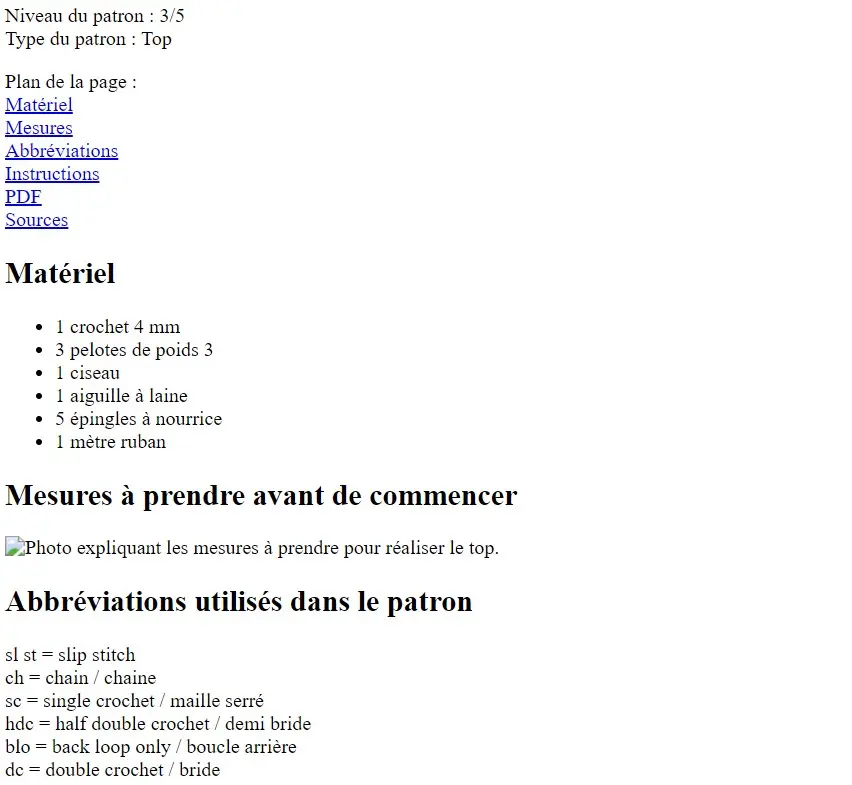 Niveau du patron : 3/5
Type du patron : Top
Plan de la page :
Matériel
Mesures
Abbréviations
Instructions
PDF
Sources
Matériel
1 crochet 4 mm
3 pelotes de poids 3
1 ciseau
1 aiguille à laine
5 épingles à nourrice
1 mètre ruban
Mesures à prendre avant de commencer
Photo expliquant les mesures à prendre pour réaliser le top.
Abbréviations utilisés dans le patron
sl st = slip stitch
ch = chain / chaine
sc = single crochet / maille serré
hdc = half double crochet / demi bride
blo = back loop only / boucle arrière
dc = double crochet / bride